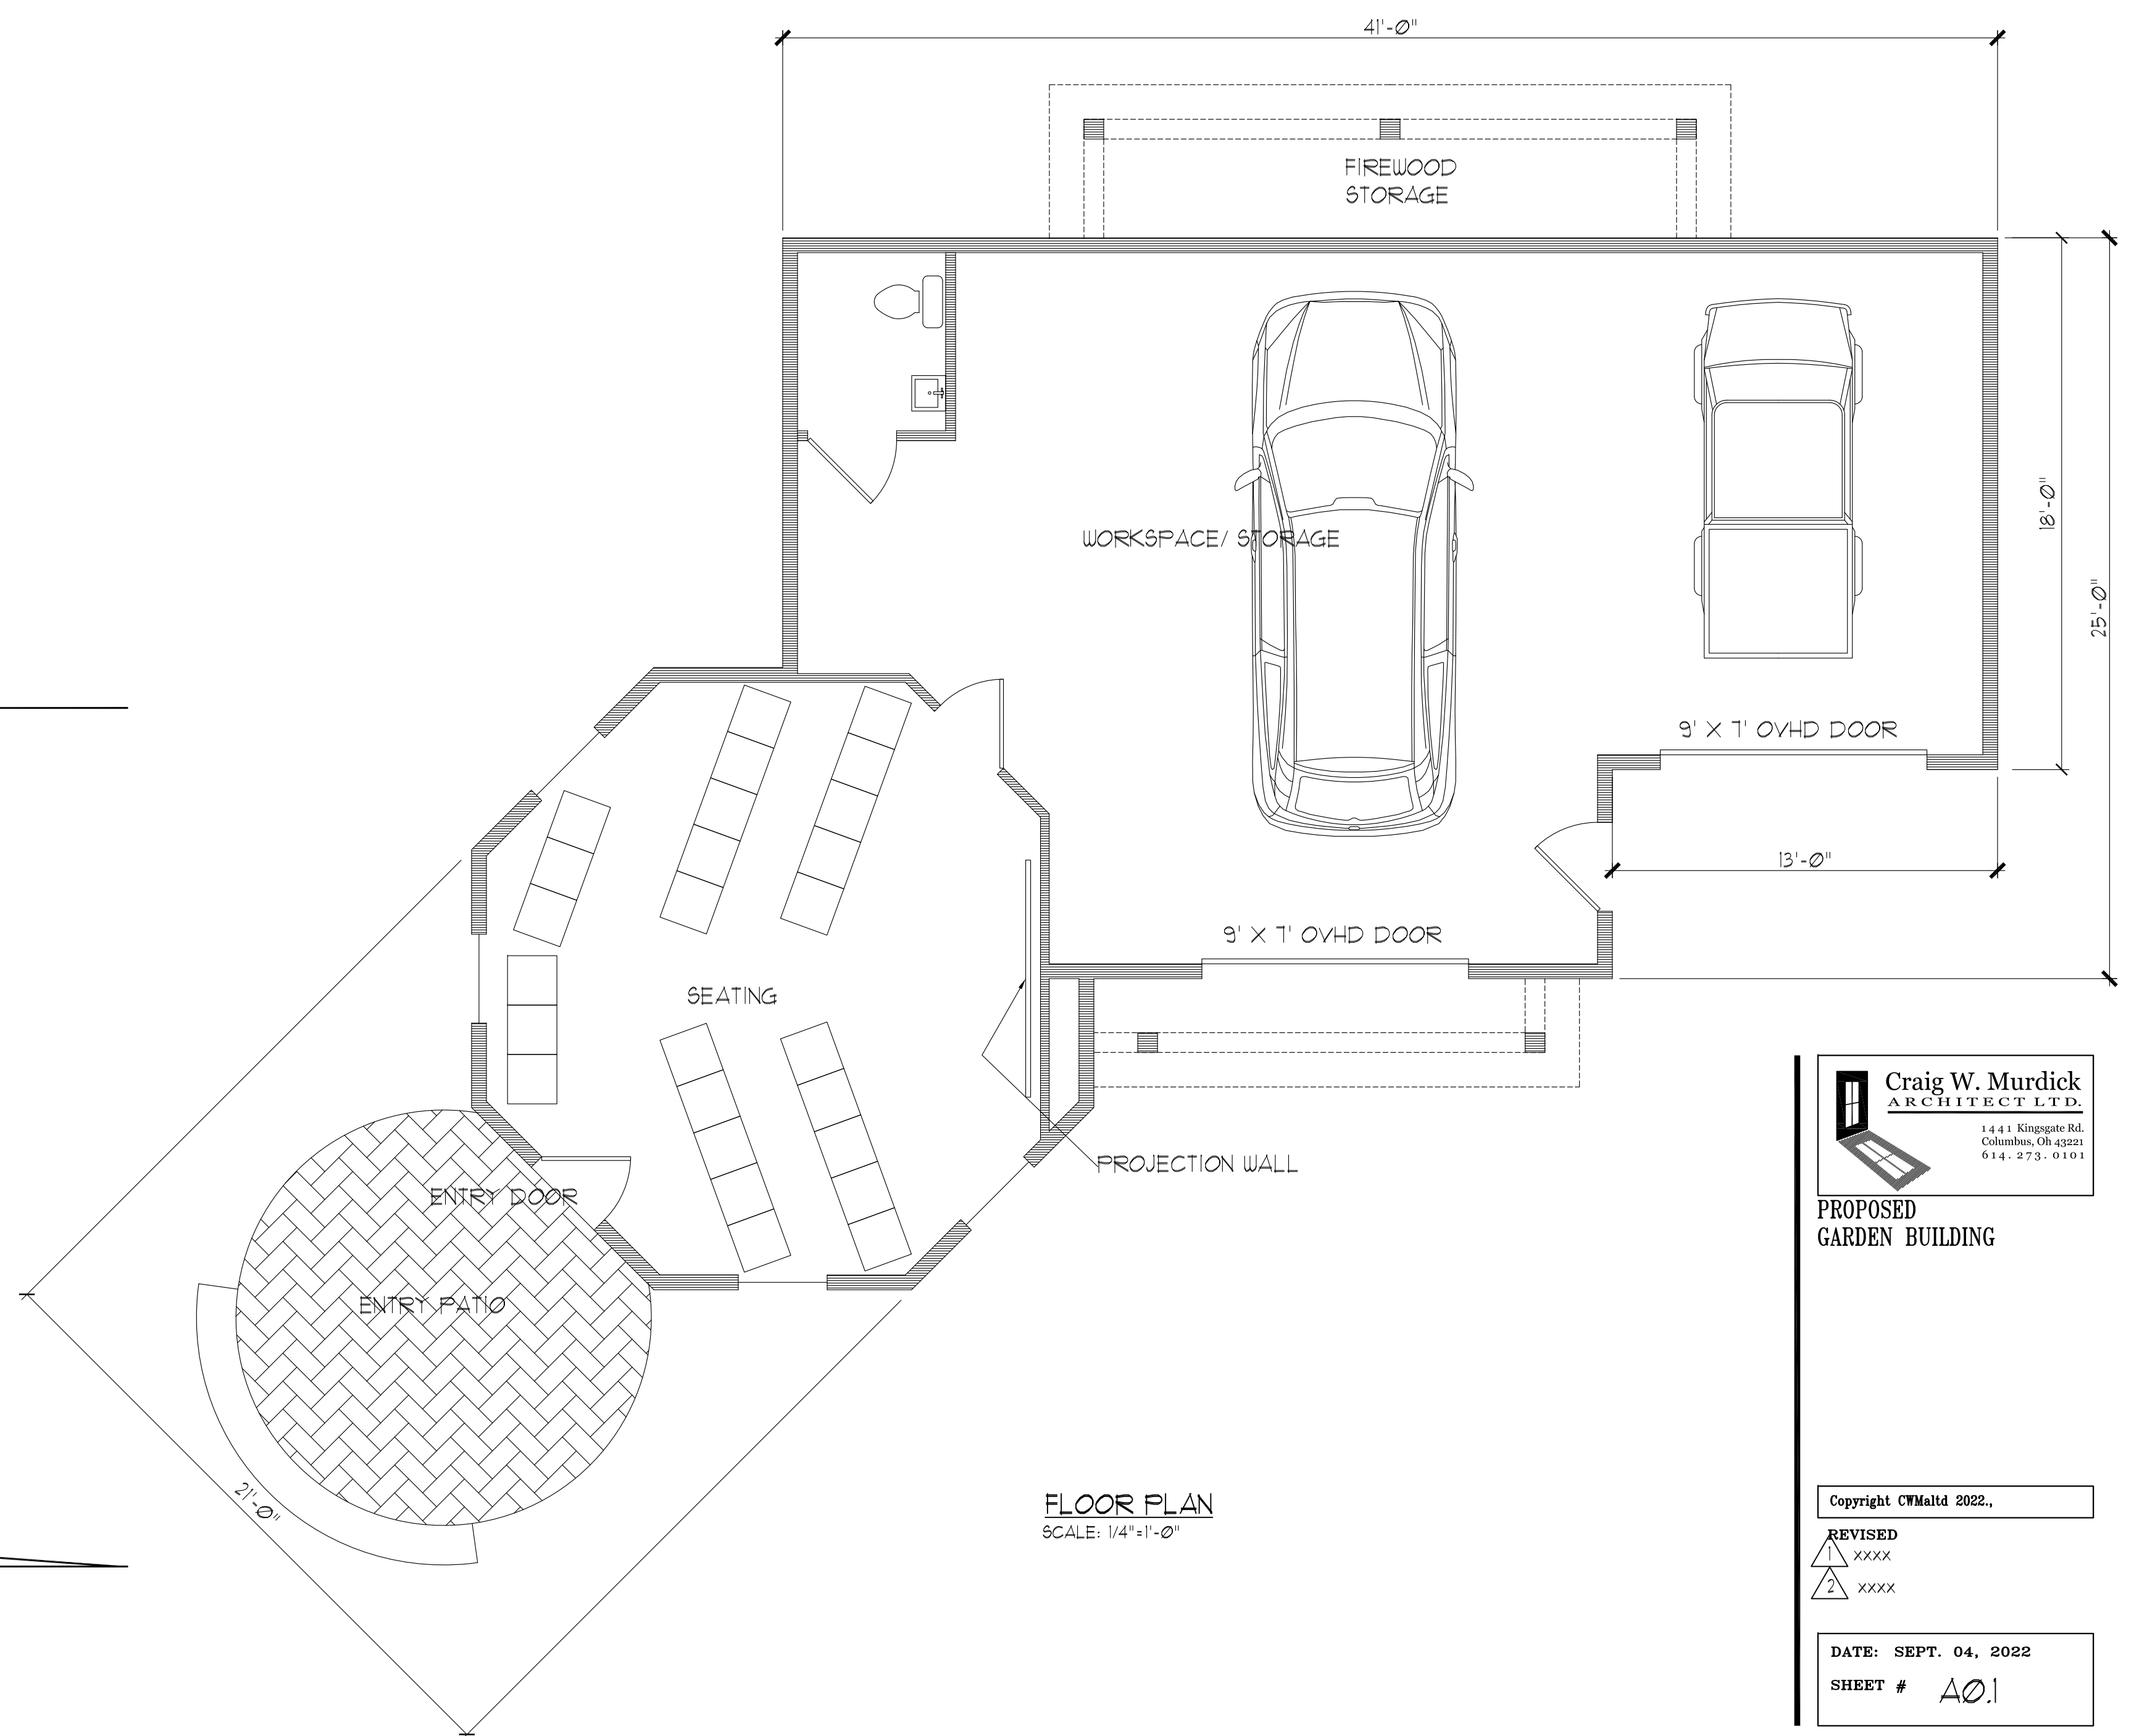 41'-0"
FIREWOOD
STORAGE
18'-0"
25'-0"
WORKSPACE/ STORAGE
9' X 7' OVHD DOOR
13'-0"
9' X 7' OVHD DOOR
SEATING
PROJECTION WALL
ENTRY DOOR
ENTRY PATIO
21'-0"
FLOOR PLAN
SCALE: 1/4"=1'-0"
Craig W. Murdick
ARCHITECT LTD.
1441 Kingsgate Rd.
Columbus, Oh 43221
614. 273. 0101
PROPOSED
GARDEN BUILDING
Copyright CWMaltd 2022.,
REVISED
1 XXXX
2 XXXX
DATE: SEPT. 04, 2022
SHEET # A0.1